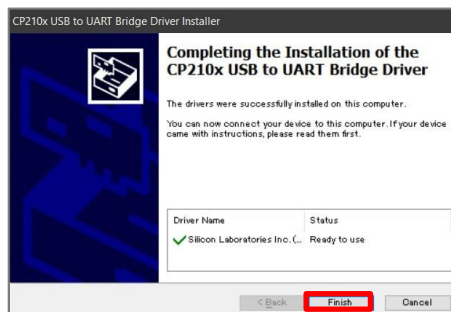 CP210x USB to UART Bridge Driver Installer
Completing the Installation of the
CP210x USB to UART Bridge Driver
The drivers were successfully installed on this computer.
You can now connect your device to this computer. If your device
came with instructions, please read them first.
Driver Name Status
Silicon Laboratories Inc. (... Ready to use
< Back Finish Cancel